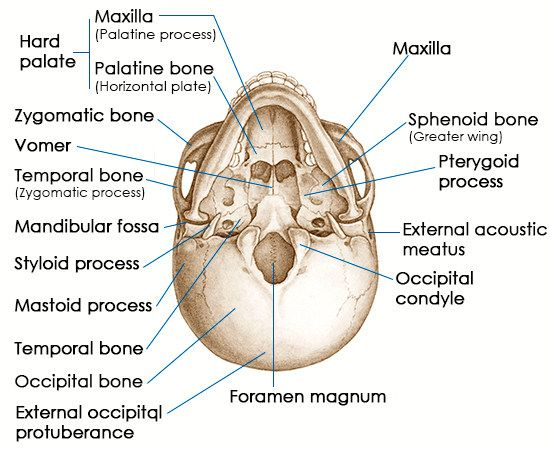 Maxilla
(Palatine process)
Hard
palate
Palatine bone
(Horizontal plate)
Zygomatic bone
Vomer
Temporal bone
(Zygomatic process)
Mandibular fossa
Styloid process
Mastoid process
Temporal bone
Occipital bone
External occipitql
protuberance
Maxilla
Sphenoid bone
(Greater wing)
Pterygoid
process
External acoustic
meatus
Occipital
condyle
Foramen magnum